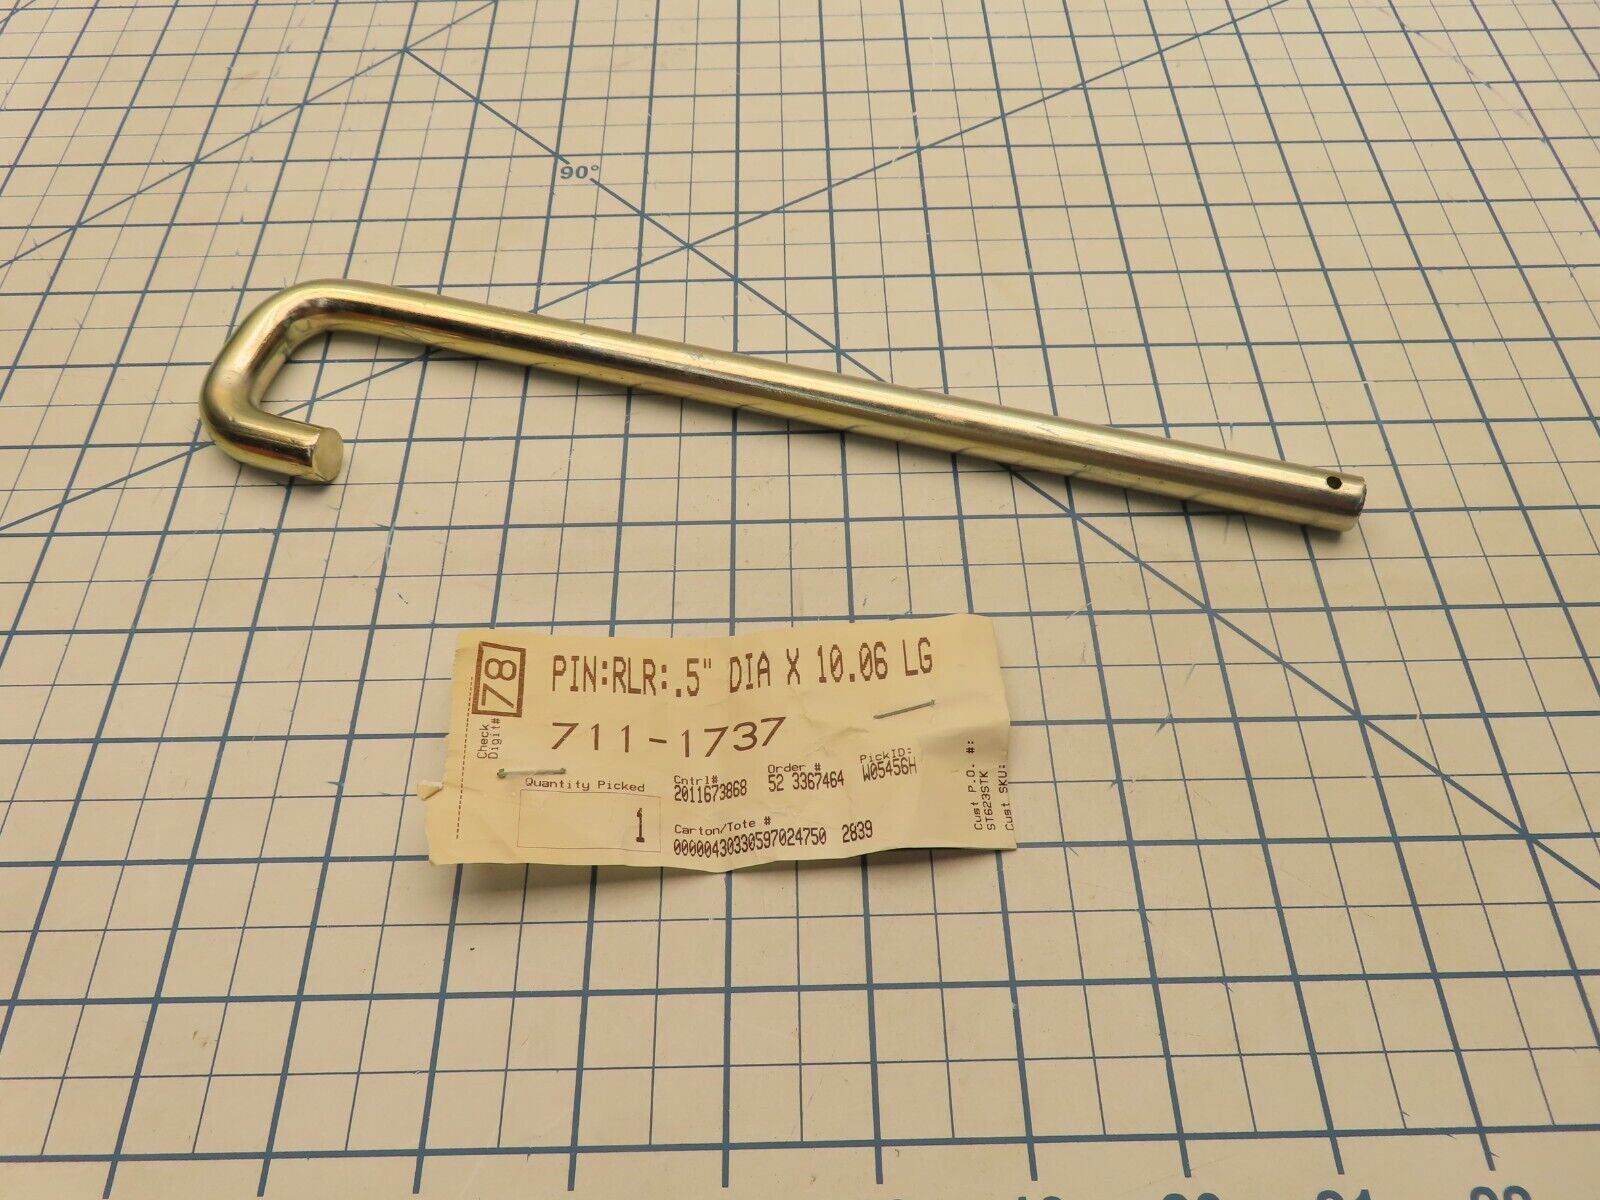 90°
78
Check
Digit#
PIN:RLR:.5" DIA X 10.06 LG
711-1737
Quantity Picked
1
Cntrl#
2011673868
Order #
52 3367464
PickID:
W05456H
Carton/Tote #
00000430330597024750 2839
Cust P.O. #:
ST623STK
Cust SKU: